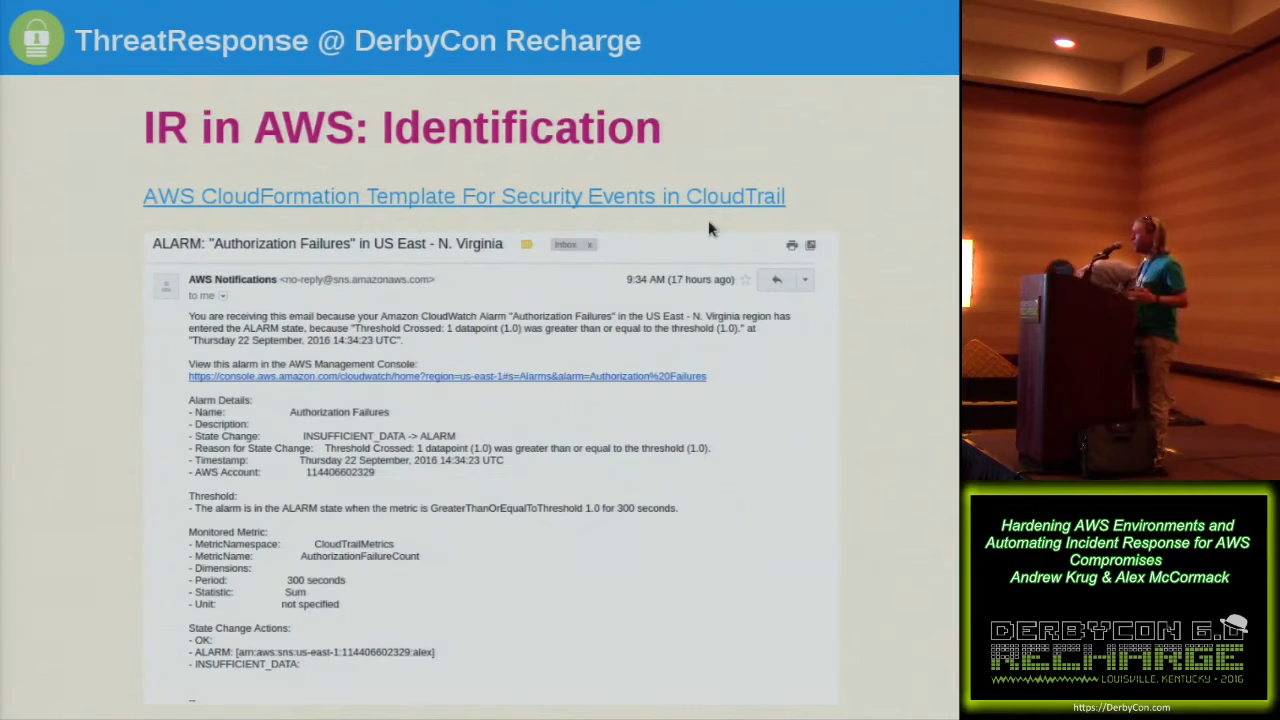 ThreatResponse @ DerbyCon Recharge
IR in AWS: Identification
AWS CloudFormation Template For Security Events in CloudTrail
ALARM: "Authorization Failures" in US East - N. Virginia
Inbox x
AWS Notifications <no-reply@sns.amazonaws.com>
9:34 AM (17 hours ago)
to me
You are receiving this email because your Amazon CloudWatch Alarm "Authorization Failures" in the US East - N. Virginia region has
entered the ALARM state, because "Threshold Crossed: 1 datapoint (1.0) was greater than or equal to the threshold (1.0)." at
"Thursday 22 September, 2016 14:34:23 UTC".
View this alarm in the AWS Management Console:
https://console.aws.amazon.com/cloudwatch/home?region=us-east-1#s=Alarms&alarm=Authorization%20Failures
Alarm Details:
- Name: Authorization Failures
- Description:
- State Change: INSUFFICIENT_DATA -> ALARM
- Reason for State Change: Threshold Crossed: 1 datapoint (1.0) was greater than or equal to the threshold (1.0).
- Timestamp: Thursday 22 September, 2016 14:34:23 UTC
- AWS Account: 114406602329
Threshold:
- The alarm is in the ALARM state when the metric is GreaterThanOrEqualToThreshold 1.0 for 300 seconds.
Monitored Metric:
- MetricNamespace: CloudTrailMetrics
- MetricName: AuthorizationFailureCount
- Dimensions:
- Period: 300 seconds
- Statistic: Sum
- Unit: not specified
State Change Actions:
- OK:
- ALARM: [arn:aws:sns:us-east-1:114406602329:alex]
- INSUFFICIENT_DATA:
--
Hardening AWS Environments and
Automating Incident Response for AWS
Compromises
Andrew Krug & Alex McCormack
DERBYCON 6.0
RECHARGE
LOUISVILLE, KENTUCKY • 2016
https://DerbyCon.com